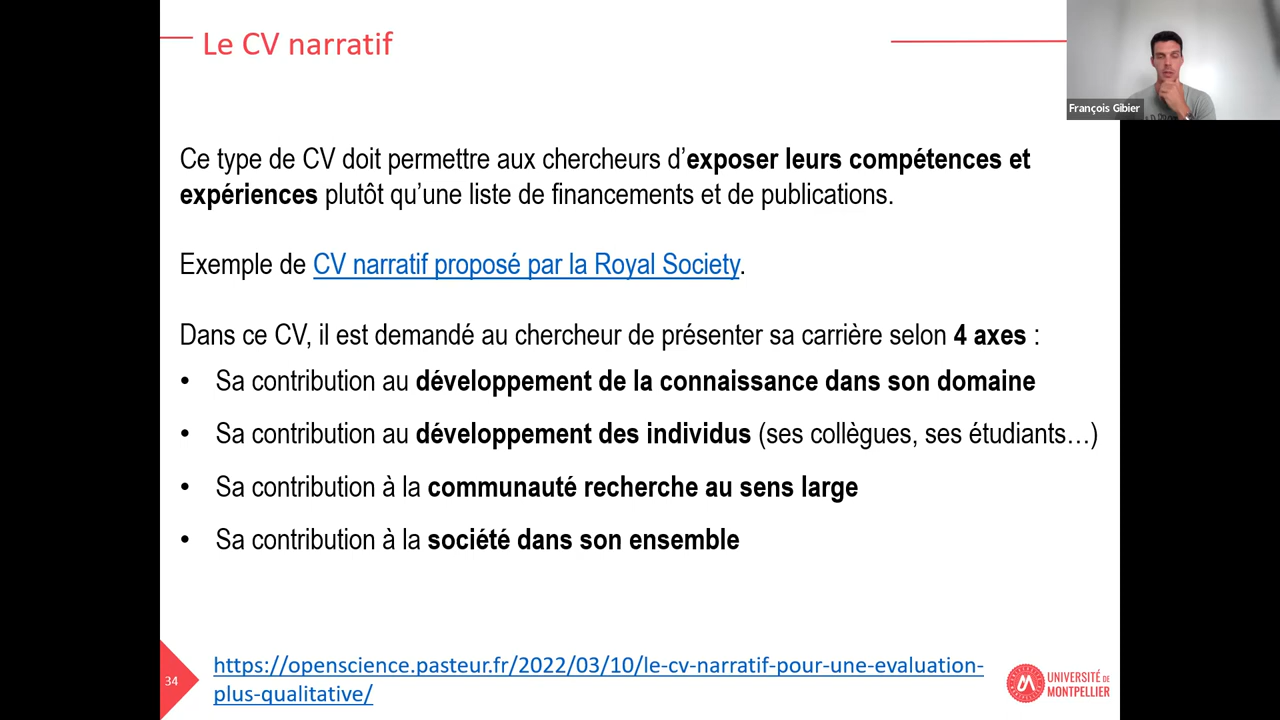 Le CV narratif
François Gibier
Ce type de CV doit permettre aux chercheurs d’exposer leurs compétences et
expériences plutôt qu’une liste de financements et de publications.
Exemple de CV narratif proposé par la Royal Society.
Dans ce CV, il est demandé au chercheur de présenter sa carrière selon 4 axes :
• Sa contribution au développement de la connaissance dans son domaine
• Sa contribution au développement des individus (ses collègues, ses étudiants…)
• Sa contribution à la communauté recherche au sens large
• Sa contribution à la société dans son ensemble
34
https://openscience.pasteur.fr/2022/03/10/le-cv-narratif-pour-une-evaluation-
plus-qualitative/
UNIVERSITÉ DE
MONTPELLIER